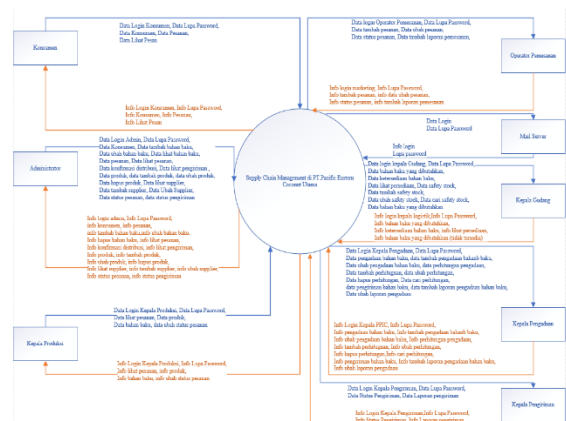 Konsumen
Data Login Konsumen, Data Lupa Password,
Data Konsumen, Data Pesanan,
Data Lihat Pesan
Info Login Konsumen, Info Lupa Password,
Info Konsumen, Info Pesanan,
Info Lihat Pesan
Data login Operator Pemesanan, Data Lupa Password,
Data tambah pesanan, Data ubah pesanan,
Data status pesanan, Data tambah laporan pemesanan,
Operator Pemesanan
Info login marketing, Info Lupa Password,
Info tambah pesanan, info data ubah pesanan,
Info status pesanan, info tambah laporan pemesanan
Data Login
Data Lupa Password
Mail Server
Info login
Lupa password
Administrator
Data Login Admin, Data Lupa Password,
Data Konsumen, Data tambah bahan baku,
Data ubah bahan baku, Data lihat bahan baku,
Data pesanan, Data lihat pesanan,
Data konfirmasi distribusi, Data lihat pengiriman,
Data produk, data tambah produk, data ubah produk,
Data hapus produk, Data lihat supplier,
Data tambah supplier, Data Ubah Supplier,
Data status pesanan, data status pengiriman
Info login admin, Info Lupa Password,
info konsumen, info pesanan,
info tambah bahan baku, info ubah bahan baku,
Info hapus bahan baku, info lihat pesanan,
Info konfirmasi distribusi, info lihat pengiriman,
Info produk, info tambah produk,
Info ubah produk, info hapus produk,
Info lihat supplier, info tambah supplier, info ubah supplier,
Info status pesanan, info status pengiriman
Supply Chain Management di PT.Pacific Eastern
Coconut Utama
Data login kepala Gudang, Data Lupa Password,
Data bahan baku yang dibutuhkan,
Data ketersediaan bahan baku,
Data lihat persediaan, Data safety stock,
Data tambah safety stock,
Data ubah safety stock, Data cari safety stock,
Data bahan baku yang dibutuhkan
Kepala Gudang
Info login kepala logistik,Info Lupa Password,
Info bahan baku yang dibutuhkan,
Info ketersediaan bahan baku, info lihat persediaan,
Info bahan baku yang dibutuhkan (tidak tersedia)
Data Login Kepala Pengadaan, Data Lupa Password,
Data pengadaan bahan baku, data tambah pengadaan bahan baku,
Data ubah pengadaan bahan baku, data perhitungan pengadaan,
Data tambah perhitungan, data ubah perhitungan,
Data hapus perhitungan, Data cari perhitungan,
data pengiriman bahan baku, data tambah laporan pengadaan bahan baku,
Data ubah laporan pengadaan
Kepala Pengadaan
Info Login Kepala PPIC, Info Lupa Password,
Info pengadaan bahan baku, Info tambah pengadaan bahan baku,
Info ubah pengadaan bahan baku, Info perhitungan pengadaan,
Info tambah perhitungan, Info ubah perhitungan,
Info hapus perhitungan,Info cari perhitungan,
Info pengiriman bahan baku, Info tambah laporan pengadaan bahan baku,
Info ubah laporan pengadaan
Kepala Produksi
Data Login Kepala Produksi, Data Lupa Password,
Data lihat pesanan, Data produk,
Data bahan baku, data ubah status pesanan
Info Login Kepala Produksi, Info Lupa Password,
Info lihat pesanan, info produk,
Info bahan baku, info ubah status pesanan
Data Login Kepala Pengiriman, Data Lupa Password,
Data Status Pengiriman, Data Laporan pengiriman
Kepala Pengiriman
Info Login Kepala Pengiriman,Info Lupa Password,
Info Status Pengiriman, Info Laporan pengiriman